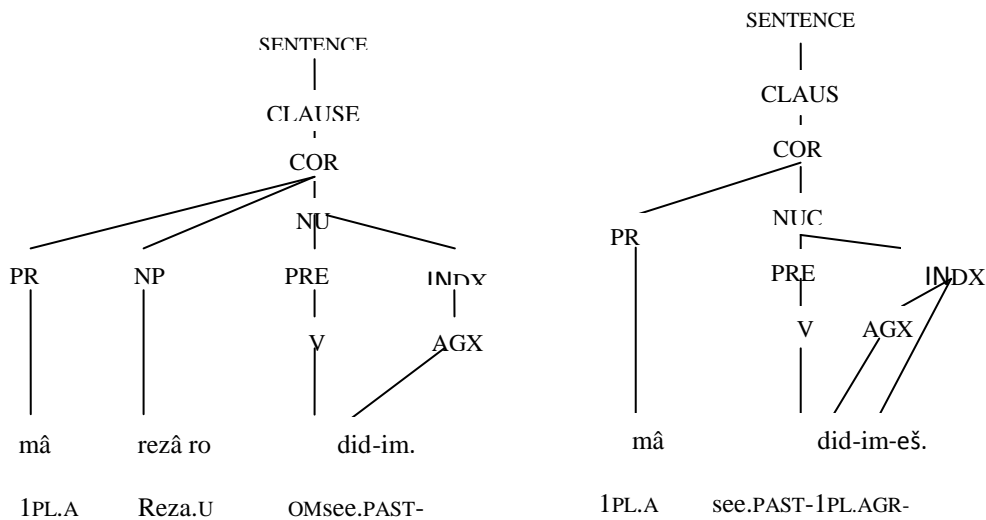 SENTENCE
CLAUSE
COR
NU
PR NP PRE INDX
V AGX
mâ rezâ ro did-im.
1PL.A Reza.U OMsee.PAST-
SENTENCE
CLAUS
COR
NUC
PR
PRE INDX
V AGX
mâ did-im-eš.
1PL.A see.PAST-1PL.AGR-